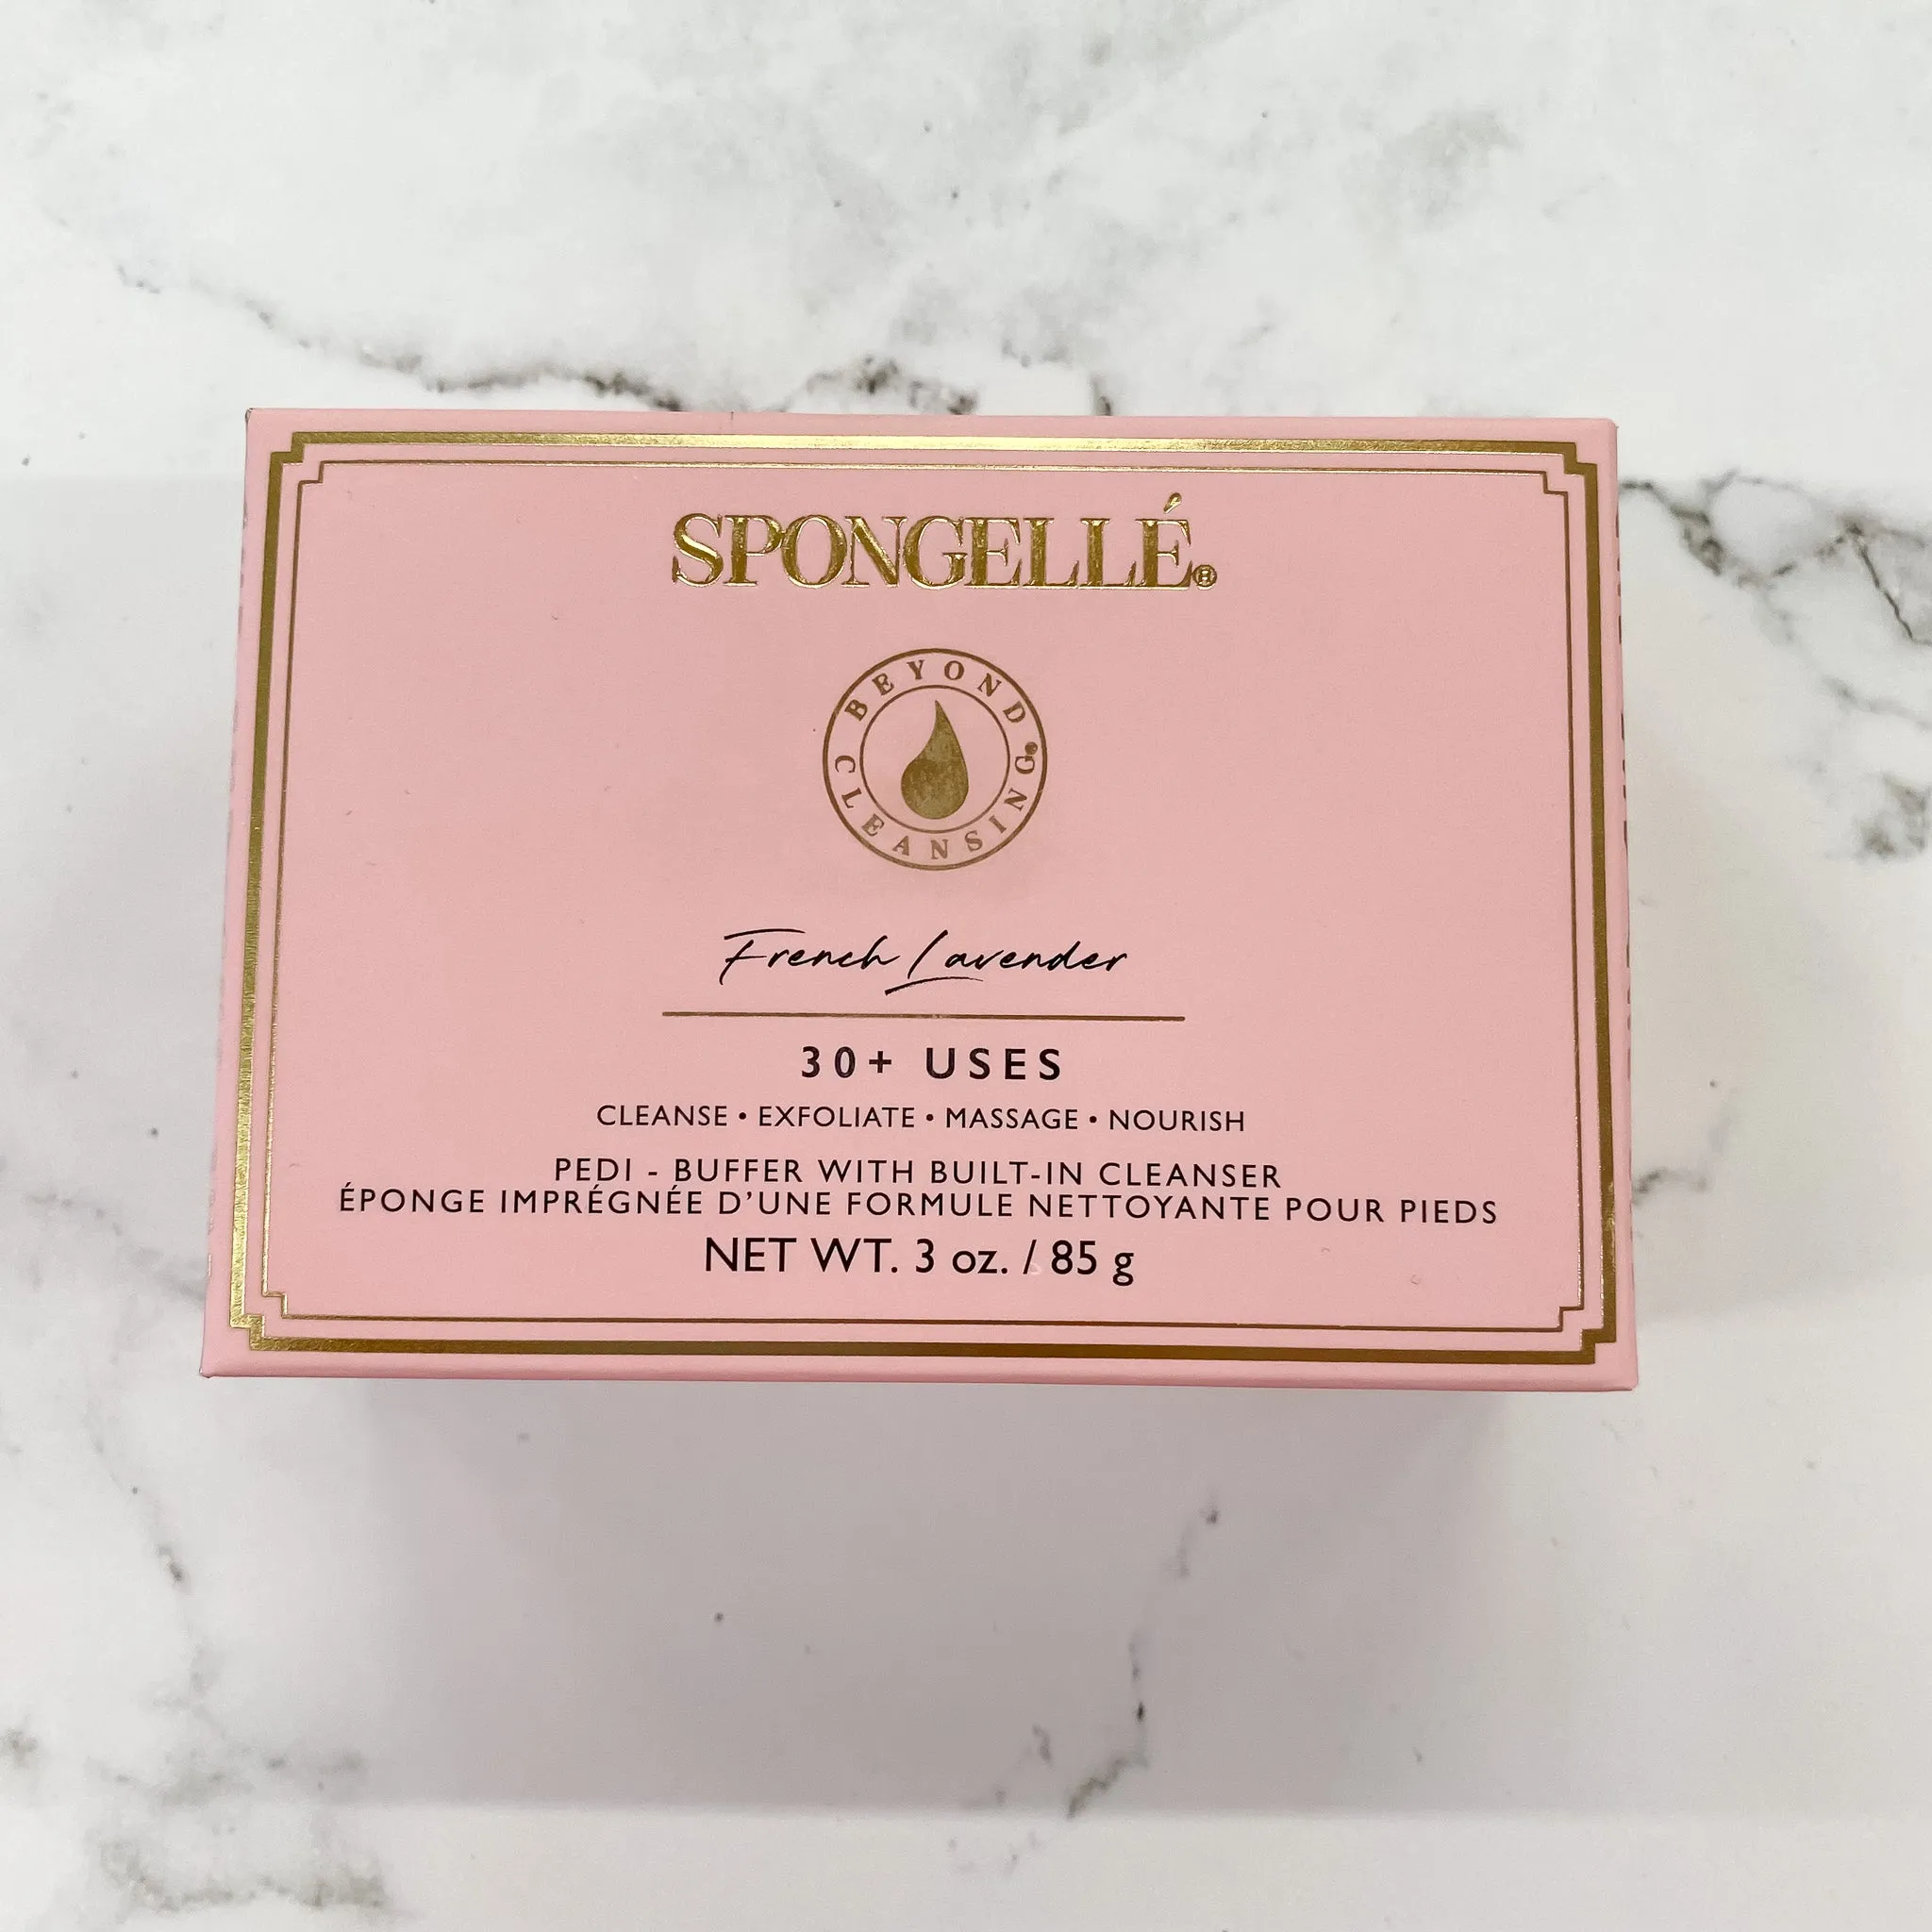 SPONGELLÉ®
BEYOND CLEANSING®
French Lavender
30+ USES
CLEANSE • EXFOLIATE • MASSAGE • NOURISH
PEDI - BUFFER WITH BUILT-IN CLEANSER
ÉPONGE IMPRÉGNÉE D’UNE FORMULE NETTOYANTE POUR PIEDS
NET WT. 3 oz. / 85 g